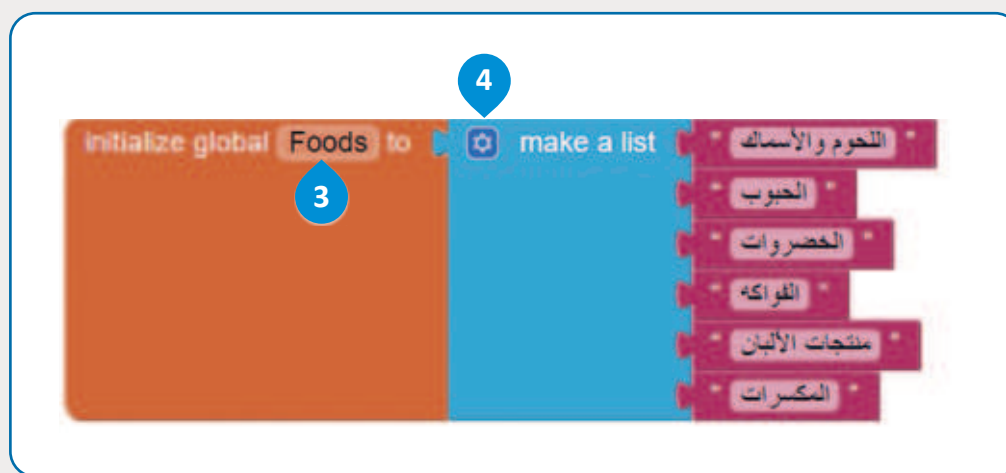 4
initialize global Foods to make a list " اللحوم والأسماك "
3
" الحبوب "
" الخضروات "
" الفواكه "
" منتجات الألبان "
" المكسرات "